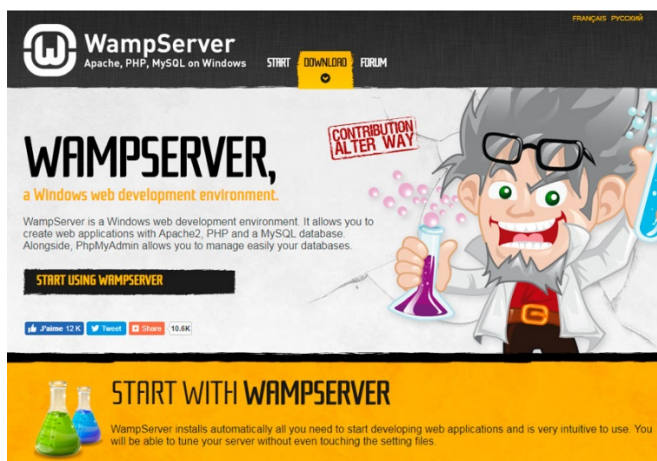 FRANÇAIS РУССКИЙ
WampServer
Apache, PHP, MySQL on Windows
START DOWNLOAD FORUM
CONTRIBUTION
ALTER WAY
WAMPSERVER,
a Windows web development environment.
WampServer is a Windows web development environment. It allows you to
create web applications with Apache2, PHP and a MySQL database.
Alongside, PhpMyAdmin allows you to manage easily your databases.
START USING WAMPSERVER
J'aime 12 K Tweet Share 10.6K
START WITH WAMPSERVER
WampServer installs automatically all you need to start developing web applications and is very intuitive to use. You
will be able to tune your server without even touching the setting files.